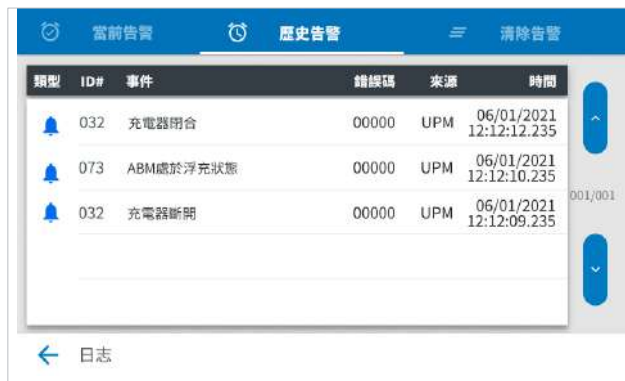 當前告警 歷史告警 清除告警
類型 ID# 事件 錯誤碼 來源 時間
032 充電器閉合 00000 UPM 06/01/2021
12:12:12.235
073 ABM處於浮充狀態 00000 UPM 06/01/2021
12:12:10.235
032 充電器斷開 00000 UPM 06/01/2021
12:12:09.235
001/001
日志